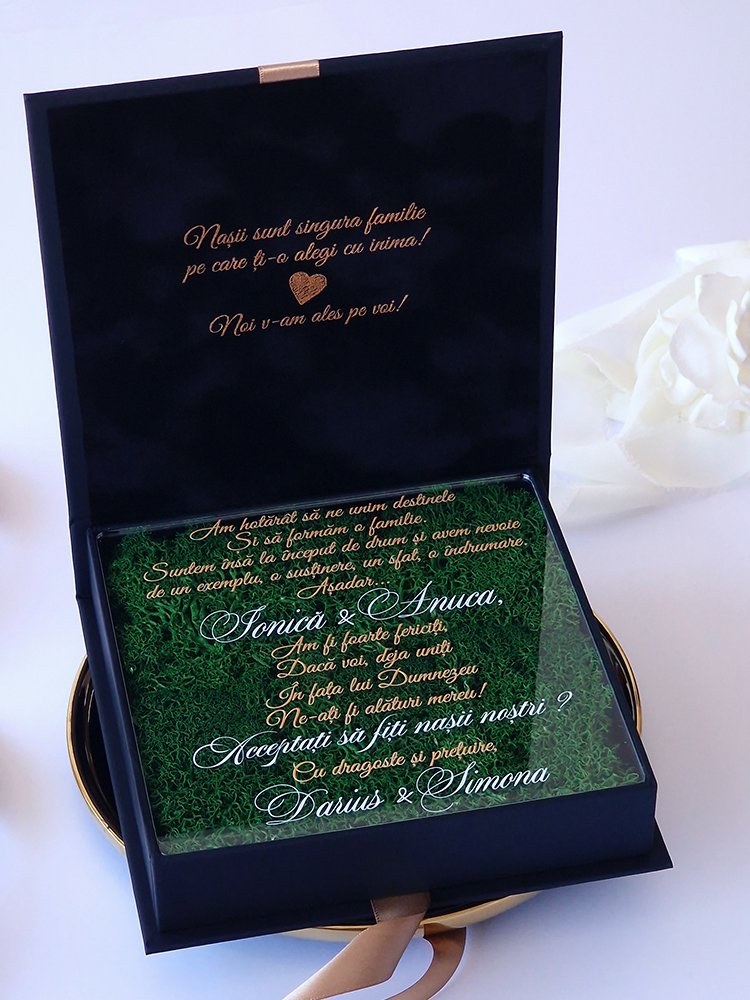 Nașii sunt singura familie
pe care ți-o alegi cu inima!
Noi v-am ales pe voi!
Am hotărât să ne unim destinele
Și să formăm o familie.
Suntem însă la început de drum și avem nevoie
de un exemplu, o susținere, un sfat, o îndrumare.
Așadar...
Ionică & Anuca,
Am fi foarte fericiți,
Dacă voi, deja uniți
În fața lui Dumnezeu
Ne-ați fi alături mereu!
Acceptați să fiți nașii noștri ?
Cu dragoste și prețuire,
Darius & Simona